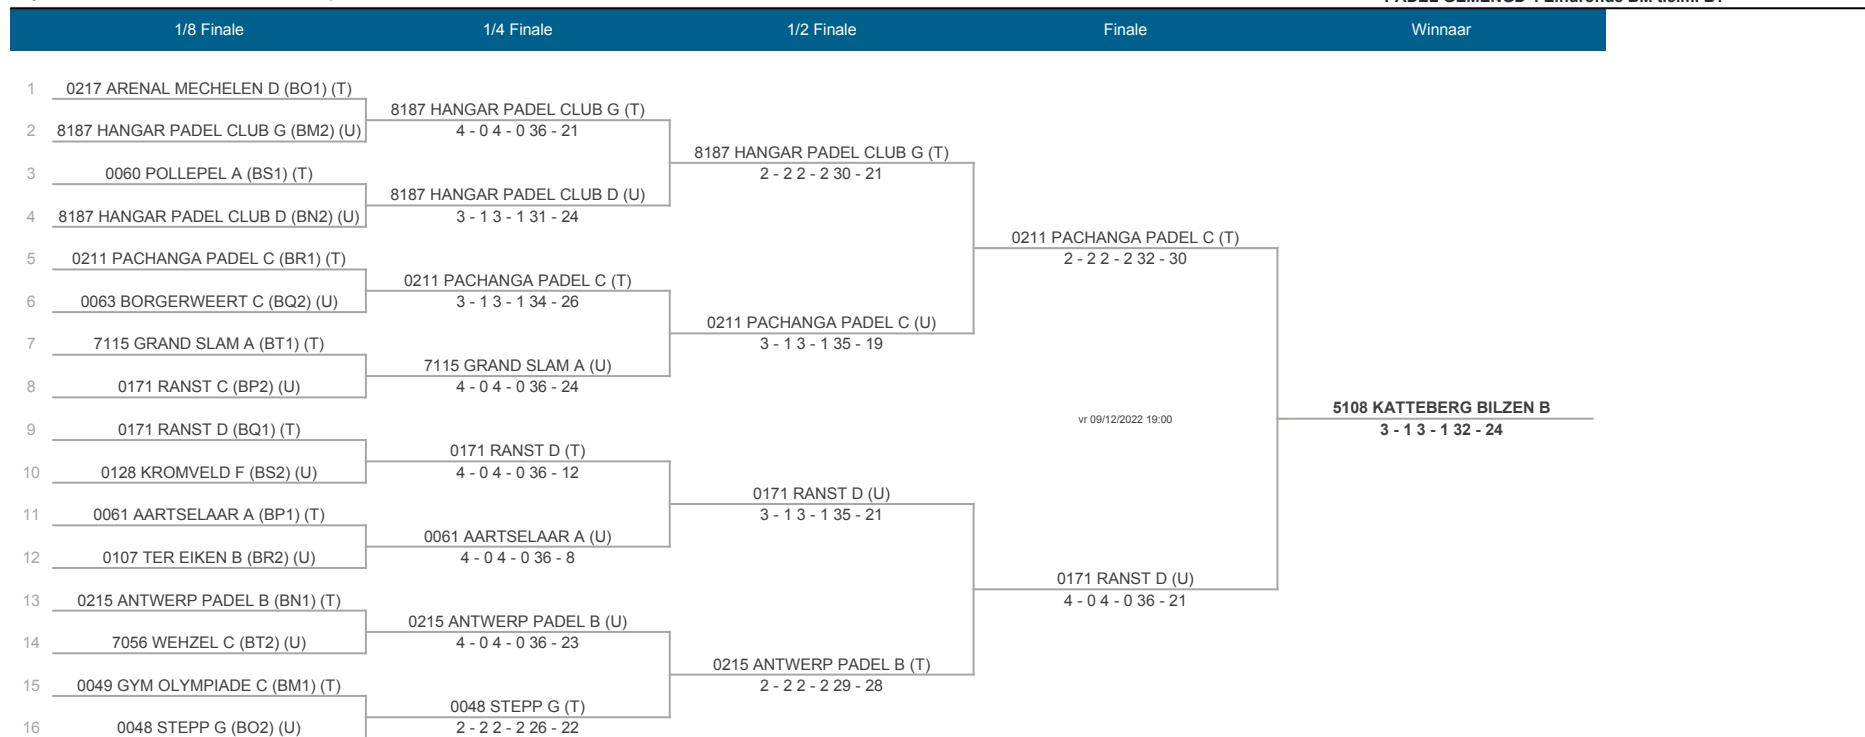 1/8 Finale 1/4 Finale 1/2 Finale Finale Winnaar
1 0217 ARENAL MECHELEN D (BO1) (T)
8187 HANGAR PADEL CLUB G (T)
2 8187 HANGAR PADEL CLUB G (BM2) (U) 4 - 0 4 - 0 36 - 21
8187 HANGAR PADEL CLUB G (T)
3 0060 POLLEPEL A (BS1) (T) 2 - 2 2 - 2 30 - 21
8187 HANGAR PADEL CLUB D (U)
4 8187 HANGAR PADEL CLUB D (BN2) (U) 3 - 1 3 - 1 31 - 24
0211 PACHANGA PADEL C (T)
5 0211 PACHANGA PADEL C (BR1) (T) 2 - 2 2 - 2 32 - 30
0211 PACHANGA PADEL C (T)
6 0063 BORGERWEERT C (BQ2) (U) 3 - 1 3 - 1 34 - 26
0211 PACHANGA PADEL C (U)
7 7115 GRAND SLAM A (BT1) (T) 3 - 1 3 - 1 35 - 19
7115 GRAND SLAM A (U)
8 0171 RANST C (BP2) (U) 4 - 0 4 - 0 36 - 24
5108 KATTEBERG BILZEN B
vr 09/12/2022 19:00
9 0171 RANST D (BQ1) (T) 3 - 1 3 - 1 32 - 24
0171 RANST D (T)
10 0128 KROMVELD F (BS2) (U) 4 - 0 4 - 0 36 - 12
0171 RANST D (U)
11 0061 AARTSELAAR A (BP1) (T) 3 - 1 3 - 1 35 - 21
0061 AARTSELAAR A (U)
12 0107 TER EIKEN B (BR2) (U) 4 - 0 4 - 0 36 - 8
0171 RANST D (U)
13 0215 ANTWERP PADEL B (BN1) (T) 4 - 0 4 - 0 36 - 21
0215 ANTWERP PADEL B (U)
14 7056 WEHZEL C (BT2) (U) 4 - 0 4 - 0 36 - 23
0215 ANTWERP PADEL B (T)
15 0049 GYM OLYMPIADE C (BM1) (T) 2 - 2 2 - 2 29 - 28
0048 STEPP G (T)
16 0048 STEPP G (BO2) (U) 2 - 2 2 - 2 26 - 22